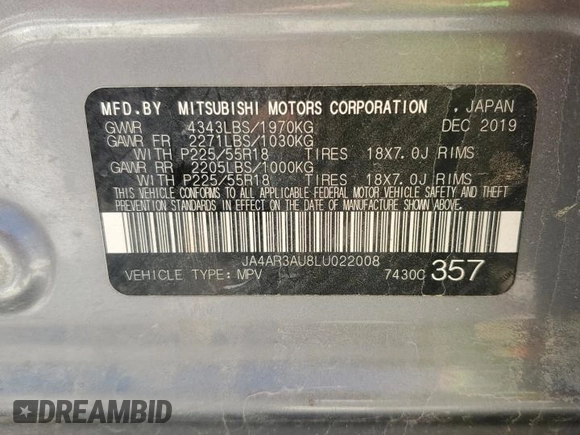 MFD.BY MITSUBISHI MOTORS CORPORATION . JAPAN
GVWR 4343LBS/1970KG DEC 2019
GAWR FR 2271LBS/1030KG
WITH P225/55R18 TIRES 18X7.0J RIMS
GAWR RR 2205LBS/1000KG
WITH P225/55R18 TIRES 18X7.0J RIMS
THIS VEHICLE CONFORMS TO ALL APPLICABLE FEDERAL MOTOR VEHICLE SAFETY AND THEFT
PREVENTION STANDARDS IN EFFECT ON THE DATE OF MANUFACTURE SHOWN ABOVE.
JA4AR3AU8LU022008
VEHICLE TYPE:MPV 7430C 357
DREAMBID